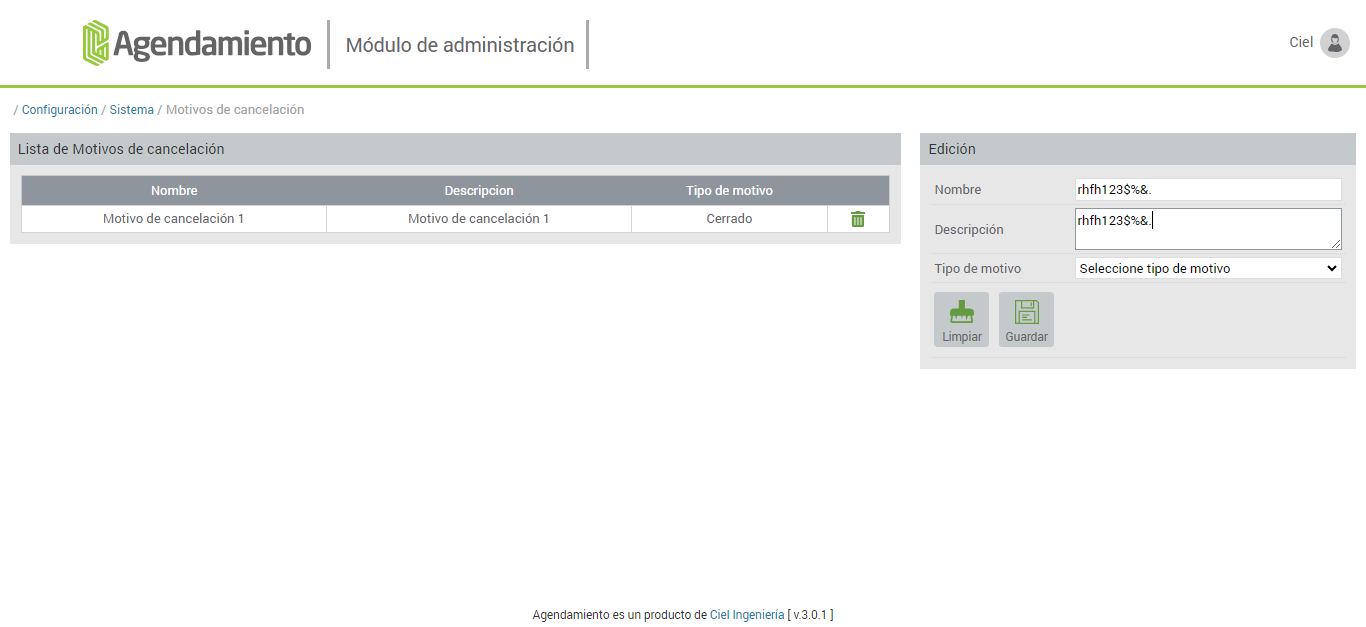 Agendamiento Módulo de administración
Ciel
/ Configuración / Sistema / Motivos de cancelación
Lista de Motivos de cancelación
Nombre Descripcion Tipo de motivo
Motivo de cancelación 1 Motivo de cancelación 1 Cerrado
Edición
Nombre rhfh123$%&.
Descripción rhfh123$%&.
Tipo de motivo Seleccione tipo de motivo
Limpiar Guardar
Agendamiento es un producto de Ciel Ingeniería [ v.3.0.1 ]